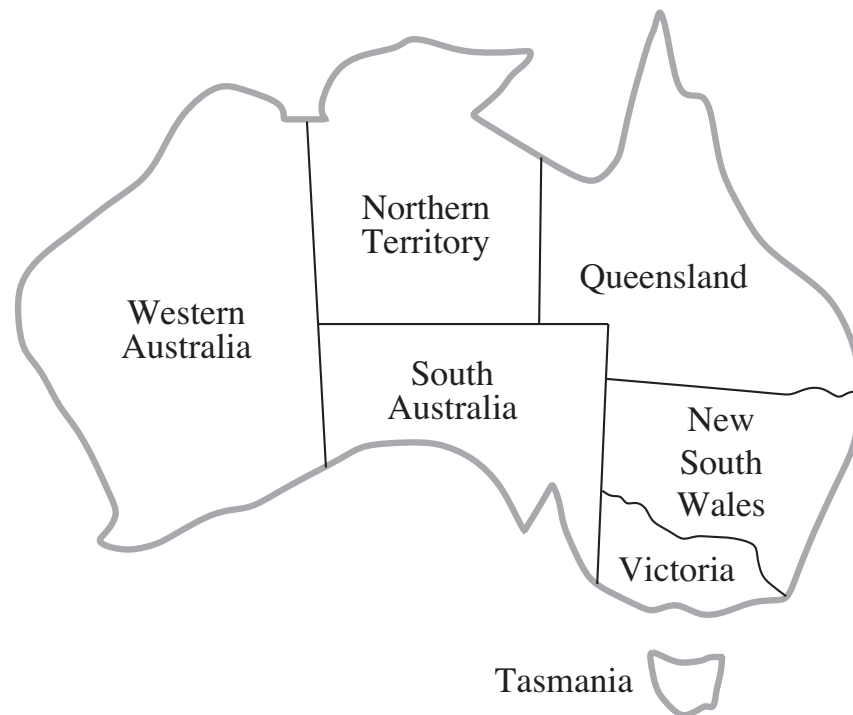 Northern
Territory
Queensland
Western
Australia
South
Australia
New
South
Wales
Victoria
Tasmania